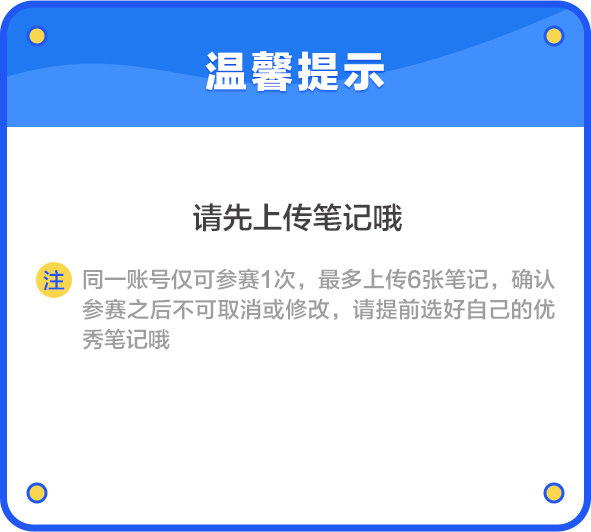 温馨提示
请先上传笔记哦
注
同一账号仅可参赛1次，最多上传6张笔记，确认
参赛之后不可取消或修改，请提前选好自己的优
秀笔记哦